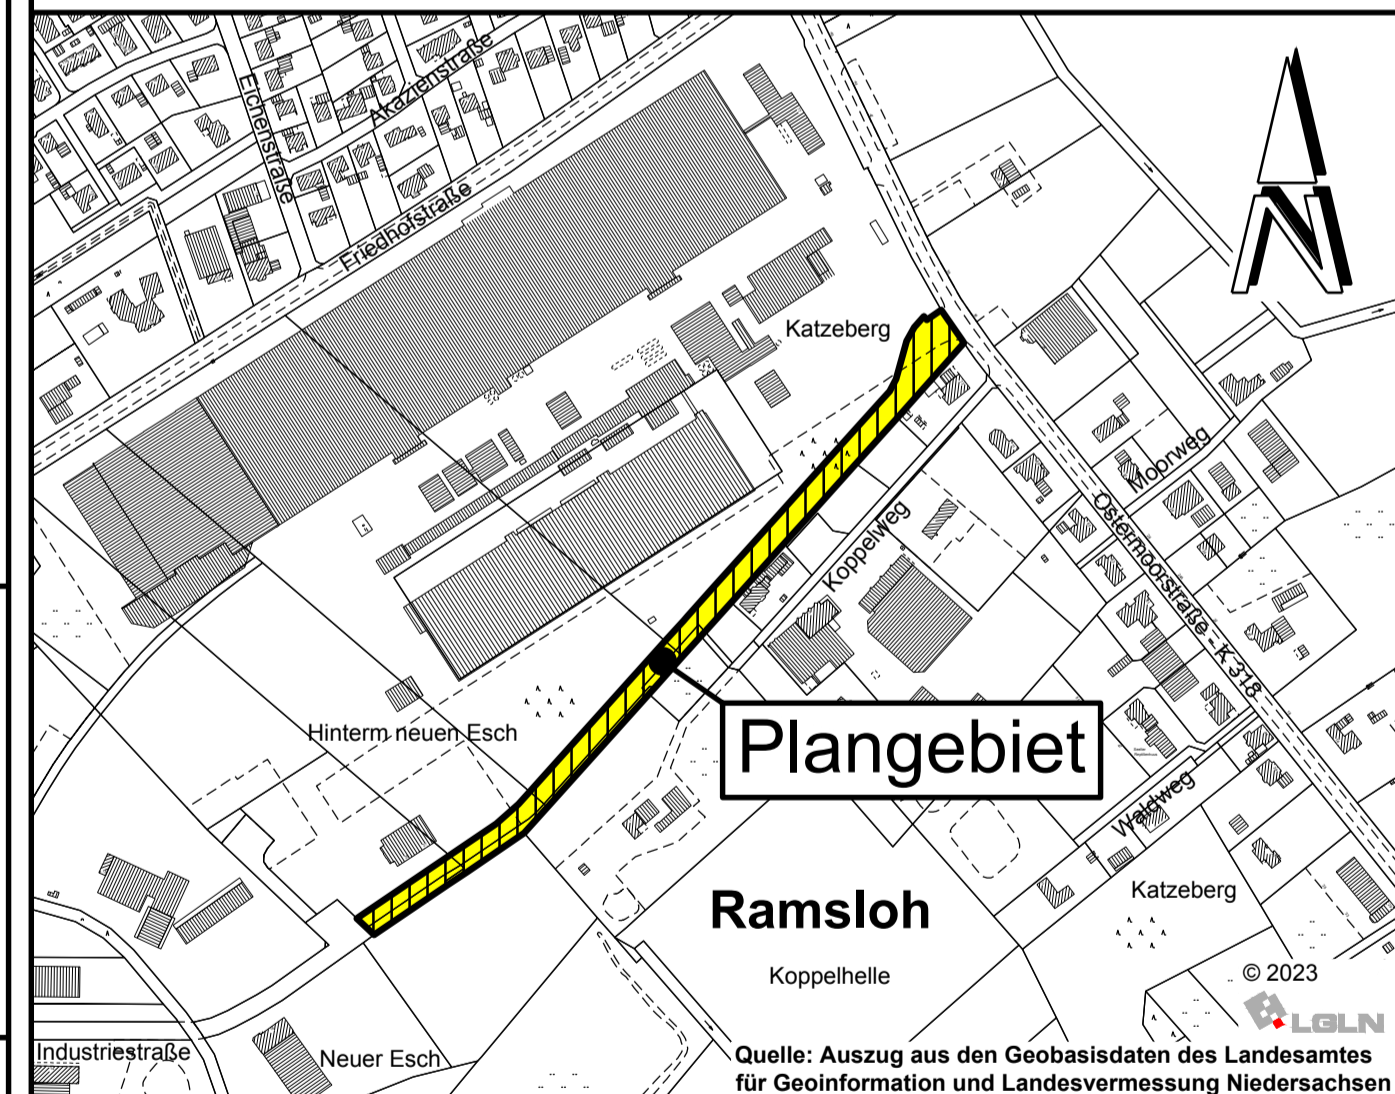 Akazienstraße
Eichenstraße
Friedhofstraße
N
Katzeberg
Moorweg
Koppelweg
Ostermoorstraße - K 318
Hinterm neuen Esch
Plangebiet
Waldweg
Ramsloh
Katzeberg
Koppelhelle
© 2023
LGLN
Industriestraße
Neuer Esch
Quelle: Auszug aus den Geobasisdaten des Landesamtes
für Geoinformation und Landesvermessung Niedersachsen